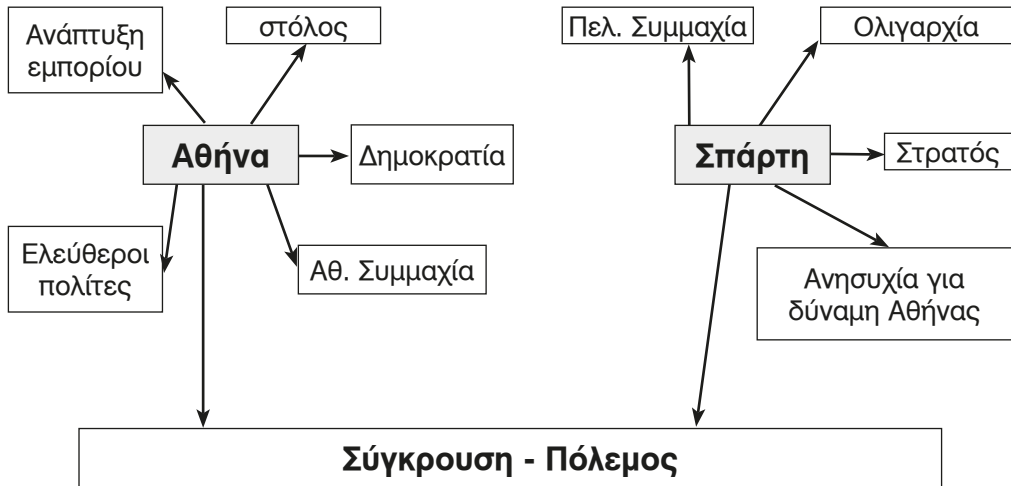 Ανάπτυξη
εμπορίου
στόλος
Πελ. Συμμαχία
Ολιγαρχία
Αθήνα
Δημοκρατία
Σπάρτη
Στρατός
Ελεύθεροι
πολίτες
Αθ. Συμμαχία
Ανησυχία για
δύναμη Αθήνας
Σύγκρουση - Πόλεμος